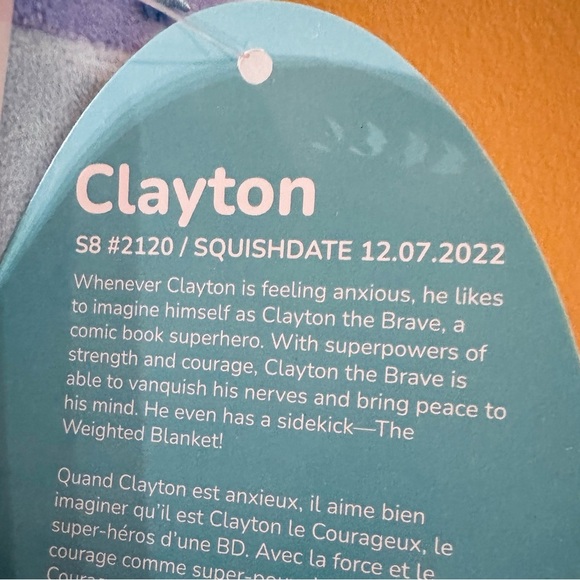 Clayton
S8 #2120 / SQUISHDATE 12.07.2022
Whenever Clayton is feeling anxious, he likes
to imagine himself as Clayton the Brave, a
comic book superhero. With superpowers of
strength and courage, Clayton the Brave is
able to vanquish his nerves and bring peace to
his mind. He even has a sidekick—The
Weighted Blanket!
Quand Clayton est anxieux, il aime bien
imaginer qu'il est Clayton le Courageux, le
super-héros d'une BD. Avec la force et le
courage comme